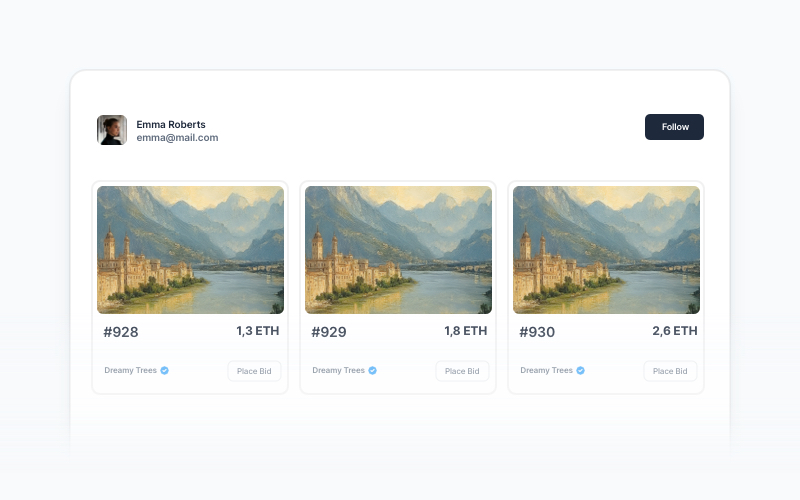 Emma Roberts
emma@mail.com
Follow
#928
1,3 ETH
Dreamy Trees
Place Bid
#929
1,8 ETH
Dreamy Trees
Place Bid
#930
2,6 ETH
Dreamy Trees
Place Bid